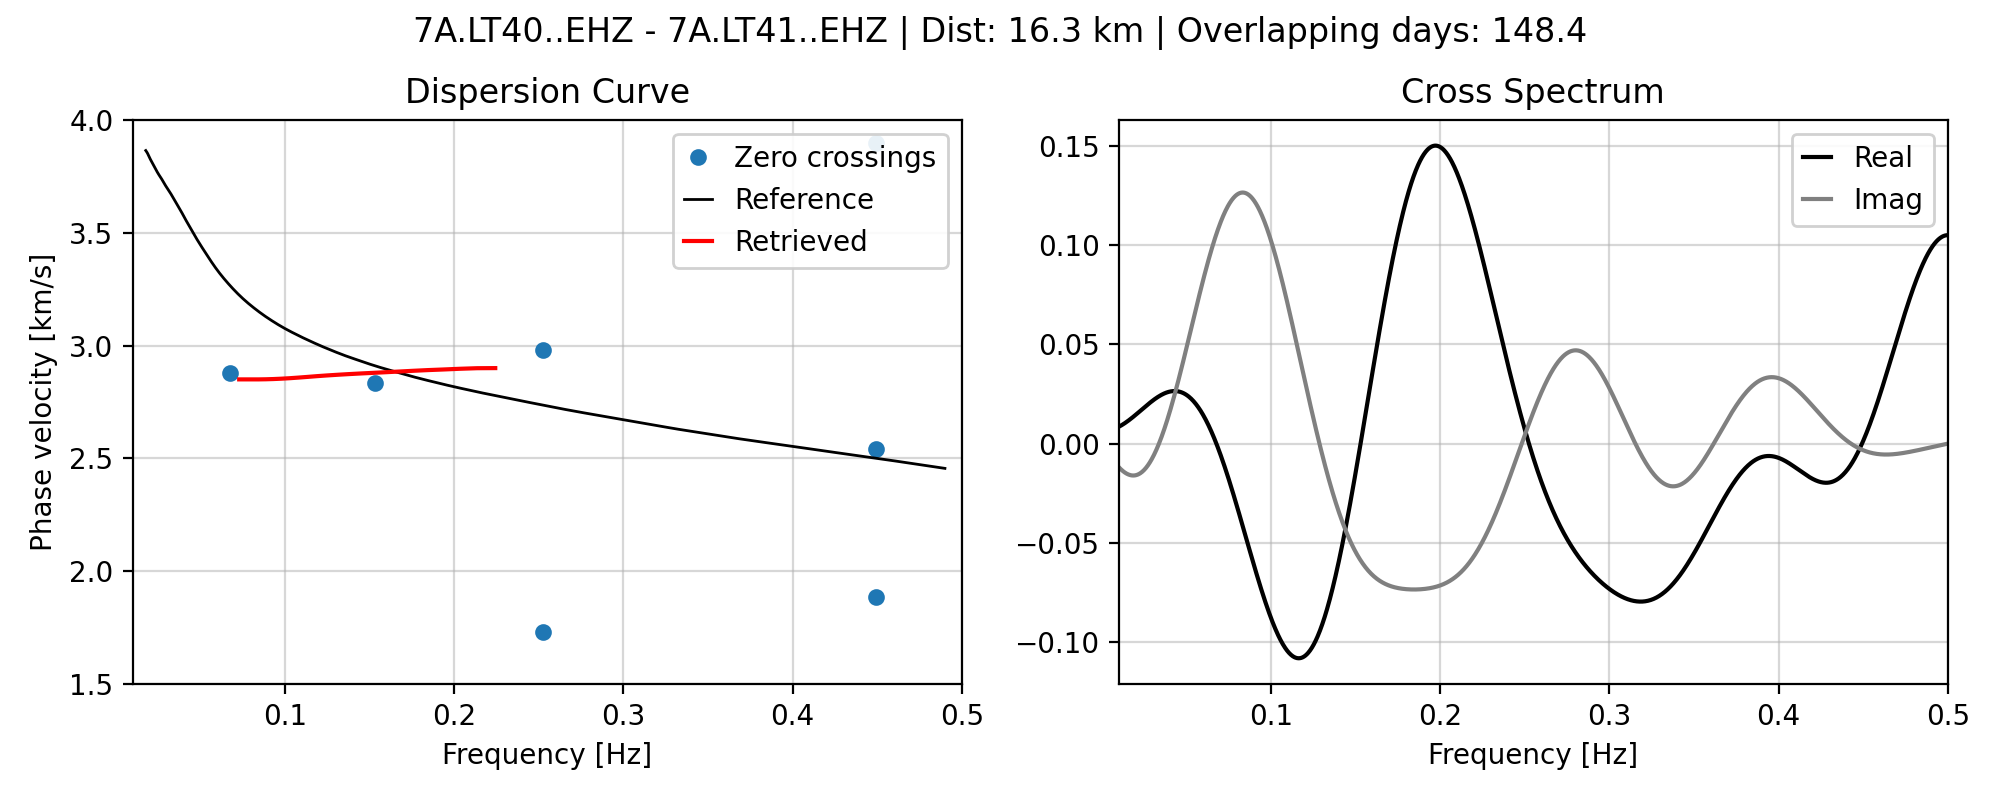 7A.LT40..EHZ - 7A.LT41..EHZ | Dist: 16.3 km | Overlapping days: 148.4
Dispersion Curve
4.0
3.5
3.0
2.5
2.0
1.5
Phase velocity [km/s]
Zero crossings
Reference
Retrieved
0.1
0.2
0.3
0.4
0.5
Frequency [Hz]
Cross Spectrum
0.15
0.10
0.05
0.00
−0.05
−0.10
Real
Imag
0.1
0.2
0.3
0.4
0.5
Frequency [Hz]